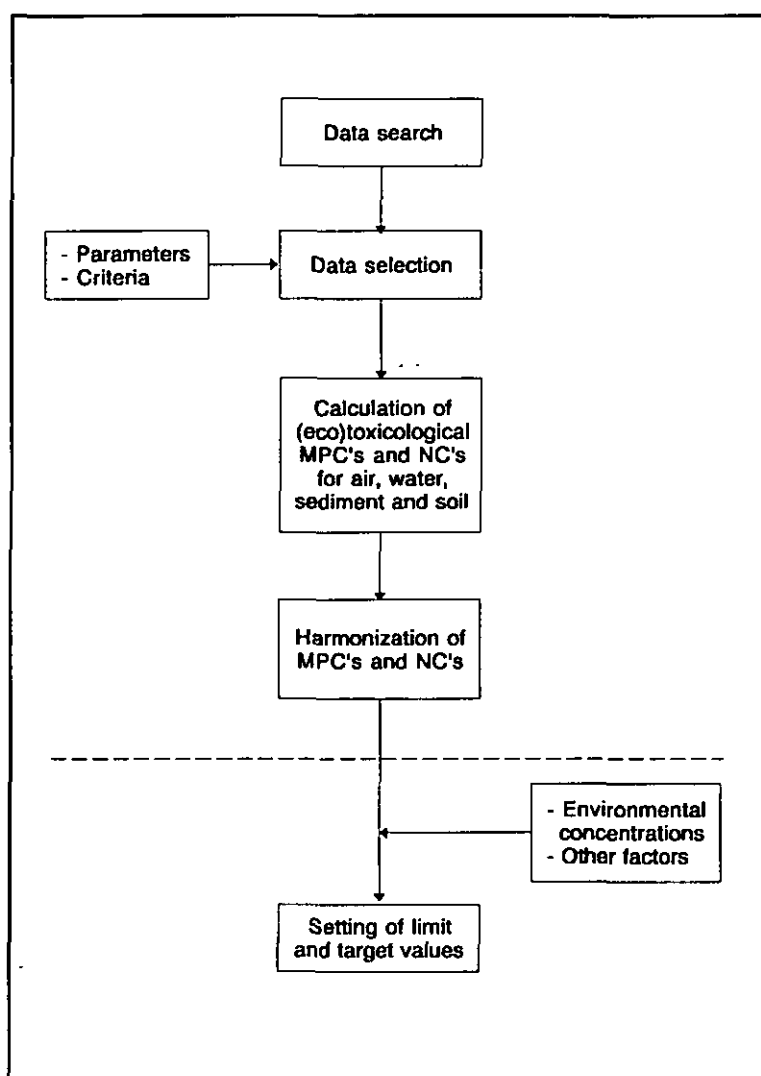 Data search
- Parameters
- Criteria
Data selection
Calculation of
(eco)toxicological
MPC's and NC's
for air, water,
sediment and soil
Harmonization of
MPC's and NC's
- Environmental
concentrations
- Other factors
Setting of limit
and target values